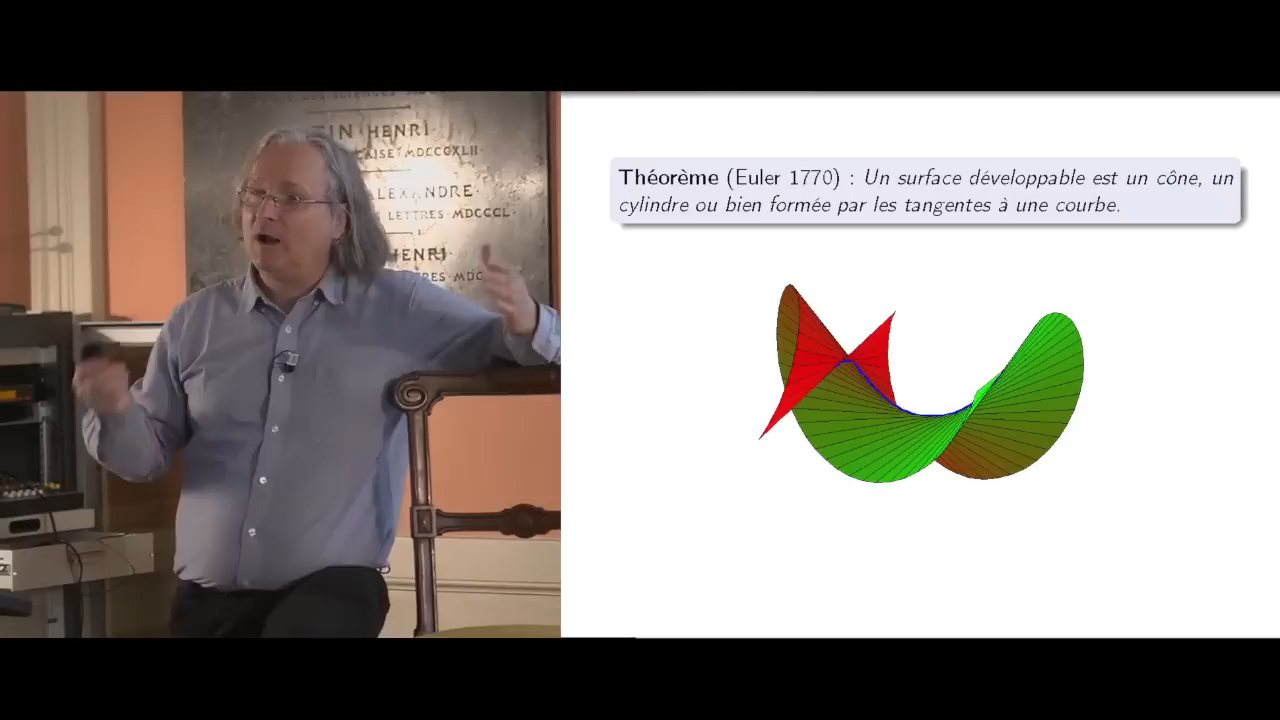 IN HENRI
AISE MDCCCXLII
LEXANDRE
LETTRES MDCCCL
HENRI
RES MDC
Théorème (Euler 1770) : Un surface développable est un cône, un
cylindre ou bien formée par les tangentes à une courbe.